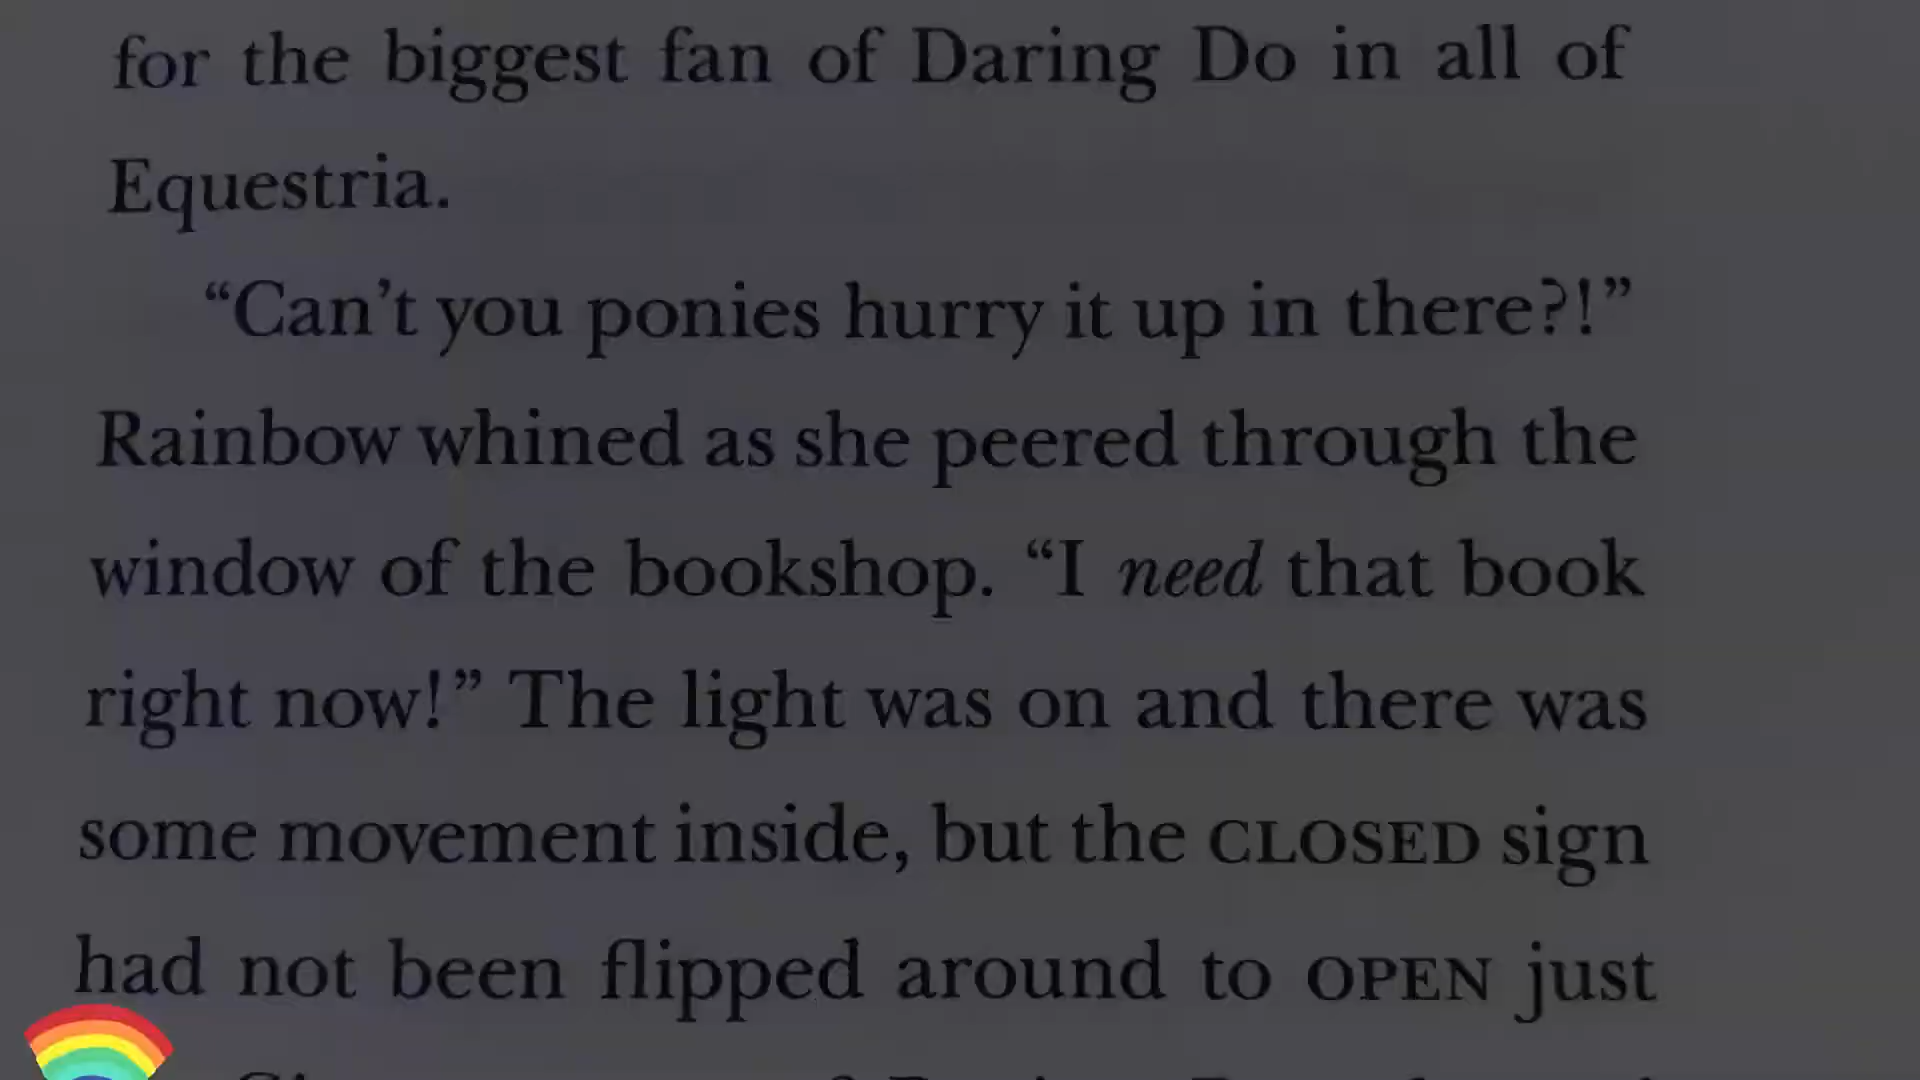 for the biggest fan of Daring Do in all of
Equestria.
“Can’t you ponies hurry it up in there?!”
Rainbow whined as she peered through the
window of the bookshop. “I need that book
right now!” The light was on and there was
some movement inside, but the CLOSED sign
had not been flipped around to OPEN just